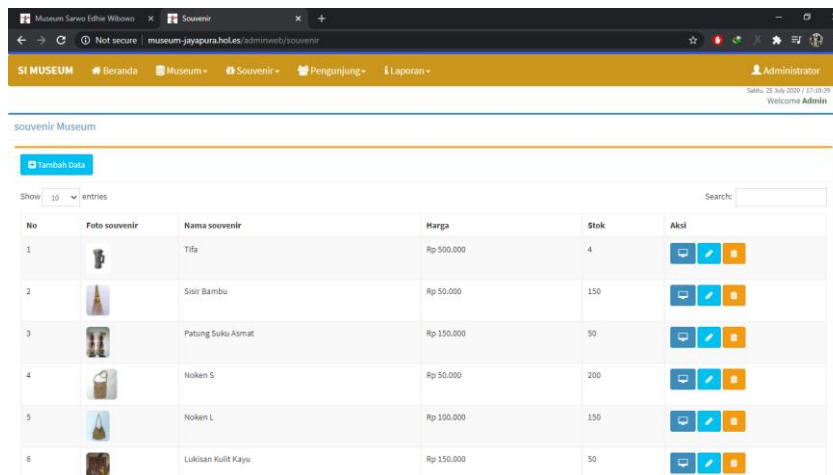 Museum Sarwo Edhie Wibowo
Souvenir
Not secure | museum-jayapura.hol.es/adminweb/souvenir
SI MUSEUM Beranda Museum Souvenir Pengunjung Laporan Administrator
Sabtu, 25 July 2020 / 17:10:39
Welcome Admin
souvenir Museum
Tambah Data
Show 10 entries Search:
No Foto souvenir Nama souvenir Harga Stok Aksi
1 Tifa Rp 500.000 4
2 Sisir Bambu Rp 50.000 150
3 Patung Suku Asmat Rp 150.000 50
4 Noken S Rp 50.000 200
5 Noken L Rp 100.000 150
6 Lukisan Kulit Kayu Rp 150.000 50